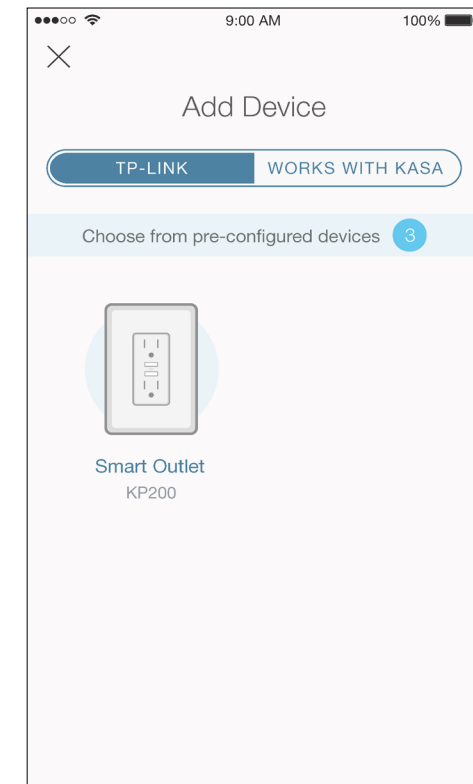 9:00 AM 100%
Add Device
TP-LINK WORKS WITH KASA
Choose from pre-configured devices 3
Smart Outlet
KP200